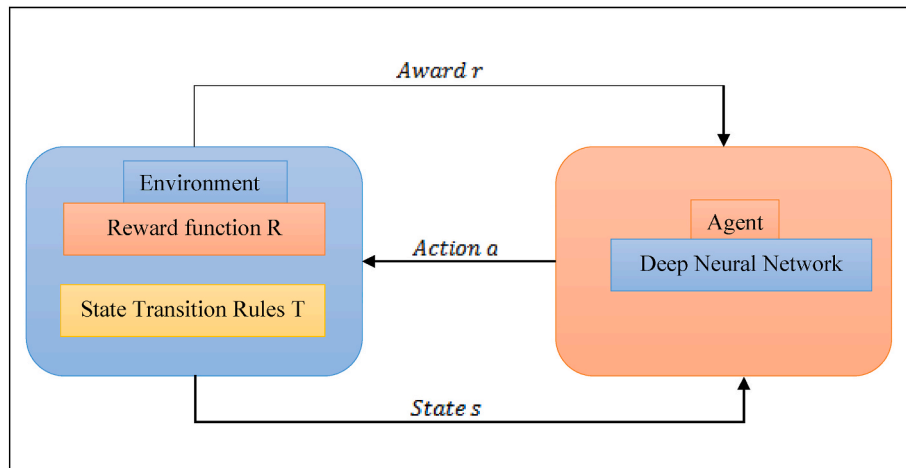 Award r
Environment
Reward function R
State Transition Rules T
Action a
Agent
Deep Neural Network
State s